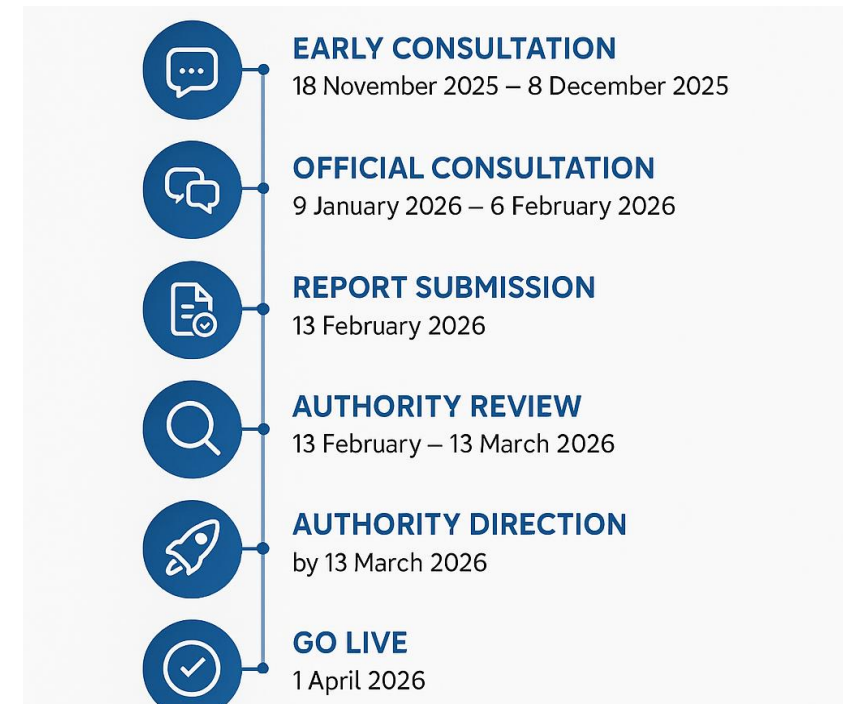 EARLY CONSULTATION
18 November 2025 – 8 December 2025
OFFICIAL CONSULTATION
9 January 2026 – 6 February 2026
REPORT SUBMISSION
13 February 2026
AUTHORITY REVIEW
13 February – 13 March 2026
AUTHORITY DIRECTION
by 13 March 2026
GO LIVE
1 April 2026